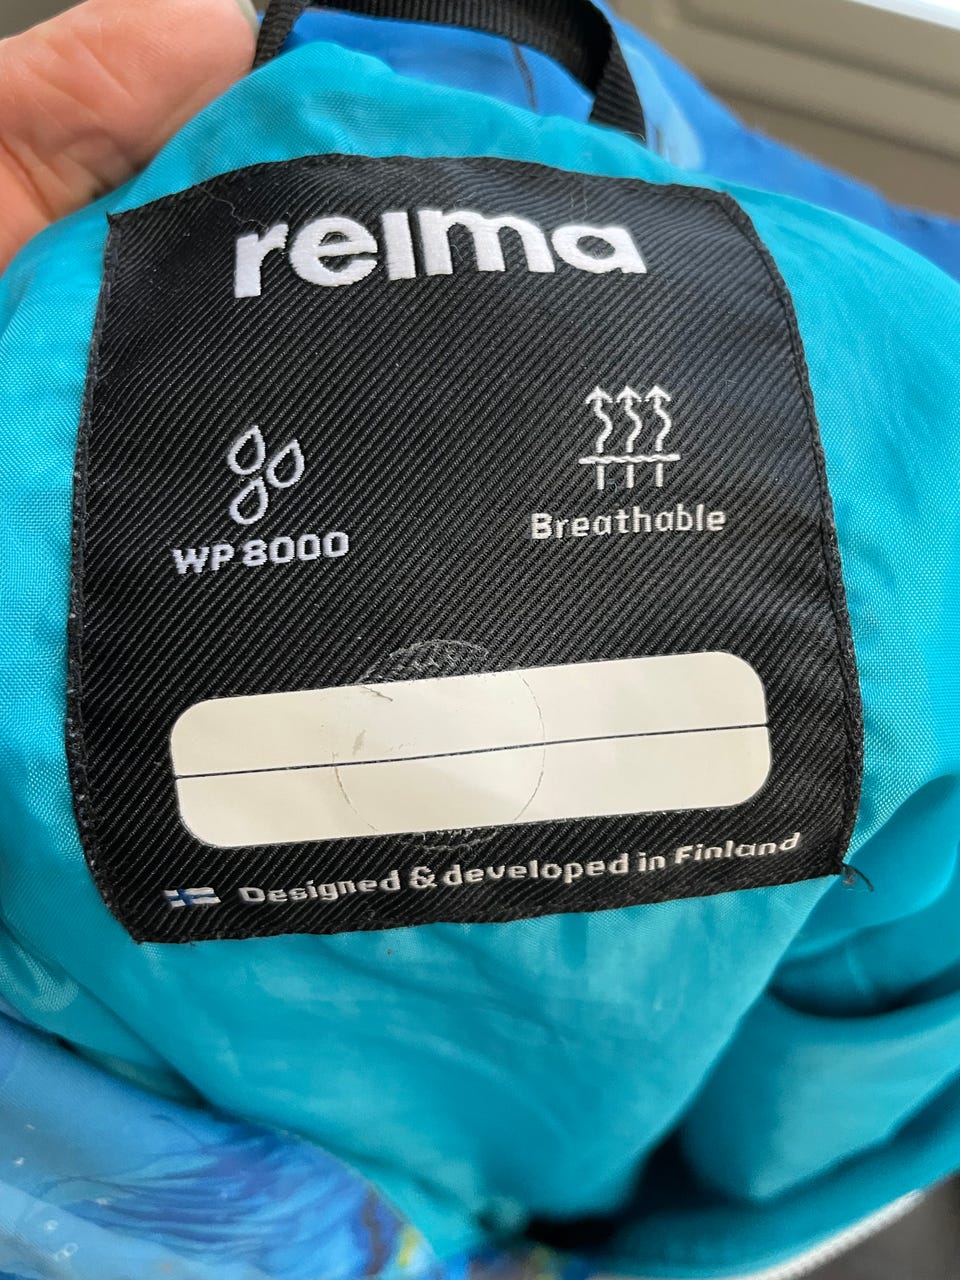 reima
WP 8000
Breathable
Designed & developed in Finland